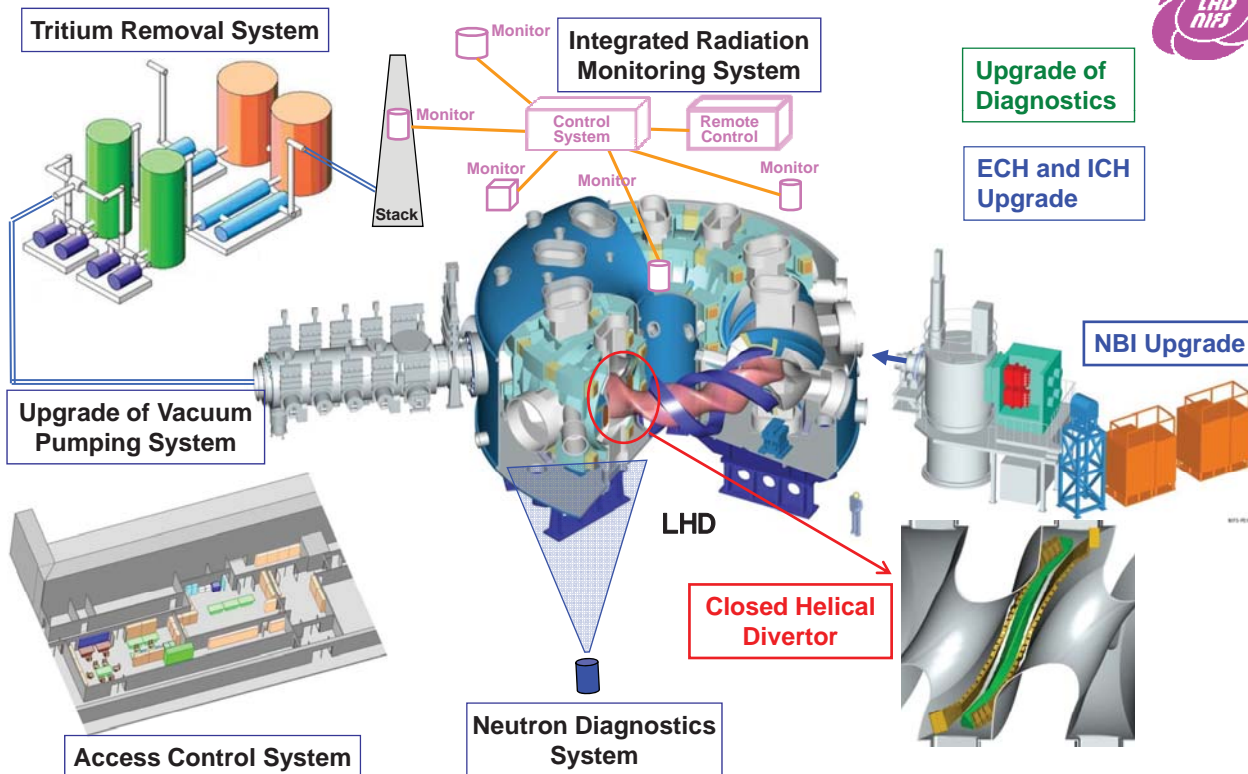 LHD
NIFS
Tritium Removal System
Monitor
Integrated Radiation
Monitoring System
Upgrade of
Diagnostics
Monitor
Control
System
Remote
Control
ECH and ICH
Upgrade
Monitor
Monitor
Monitor
Stack
NBI Upgrade
Upgrade of Vacuum
Pumping System
LHD
Closed Helical
Divertor
Neutron Diagnostics
System
Access Control System